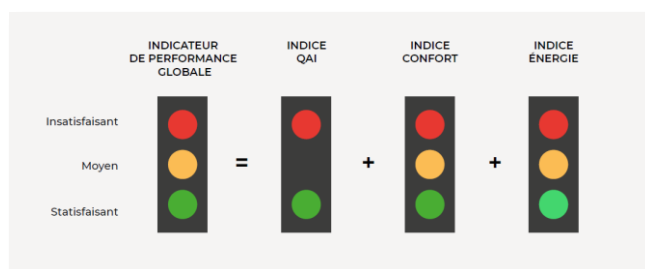 INDICATEUR
DE PERFORMANCE
GLOBALE
INDICE
QAI
INDICE
CONFORT
INDICE
ÉNERGIE
Insatisfaisant
Moyen
=
+
+
Statisfaisant